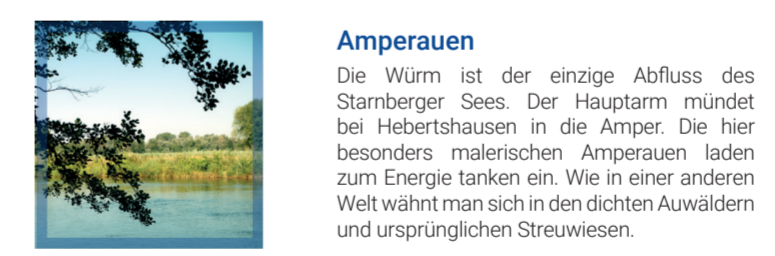 Amperauen
Die Würm ist der einzige Abfluss des
Starnberger Sees. Der Hauptarm mündet
bei Hebertshausen in die Amper. Die hier
besonders malerischen Amperauen laden
zum Energie tanken ein. Wie in einer anderen
Welt wähnt man sich in den dichten Auwäldern
und ursprünglichen Streuwiesen.